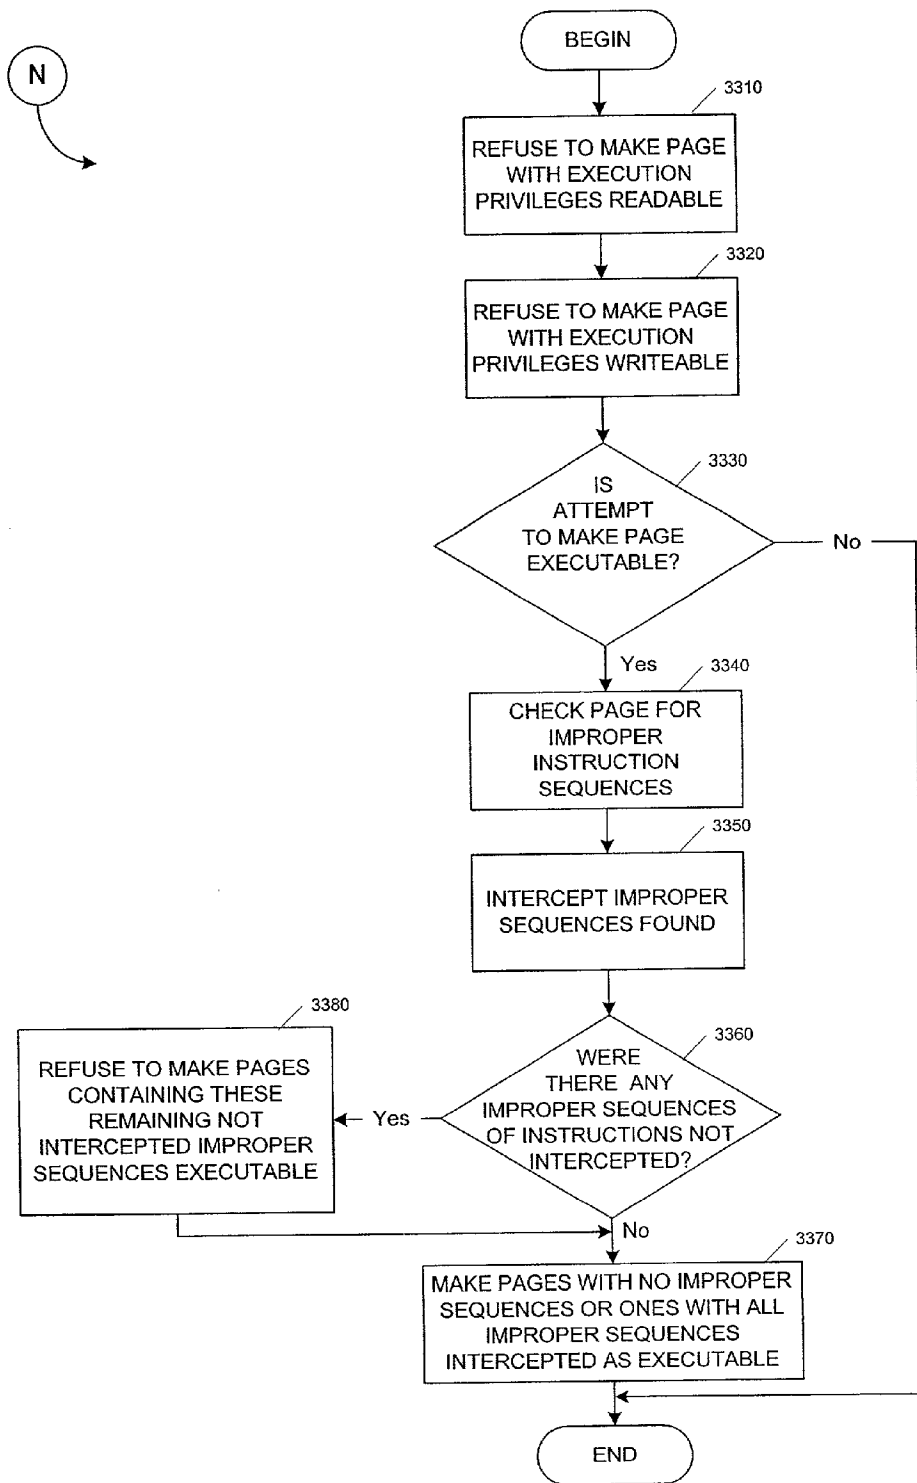 BEGIN
N
3310
REFUSE TO MAKE PAGE
WITH EXECUTION
PRIVILEGES READABLE
3320
REFUSE TO MAKE PAGE
WITH EXECUTION
PRIVILEGES WRITEABLE
3330
IS
ATTEMPT
TO MAKE PAGE
EXECUTABLE?
No
Yes
3340
CHECK PAGE FOR
IMPROPER
INSTRUCTION
SEQUENCES
3350
INTERCEPT IMPROPER
SEQUENCES FOUND
3360
WERE
THERE ANY
IMPROPER SEQUENCES
OF INSTRUCTIONS NOT
INTERCEPTED?
Yes
3380
REFUSE TO MAKE PAGES
CONTAINING THESE
REMAINING NOT
INTERCEPTED IMPROPER
SEQUENCES EXECUTABLE
No
3370
MAKE PAGES WITH NO IMPROPER
SEQUENCES OR ONES WITH ALL
IMPROPER SEQUENCES
INTERCEPTED AS EXECUTABLE
END